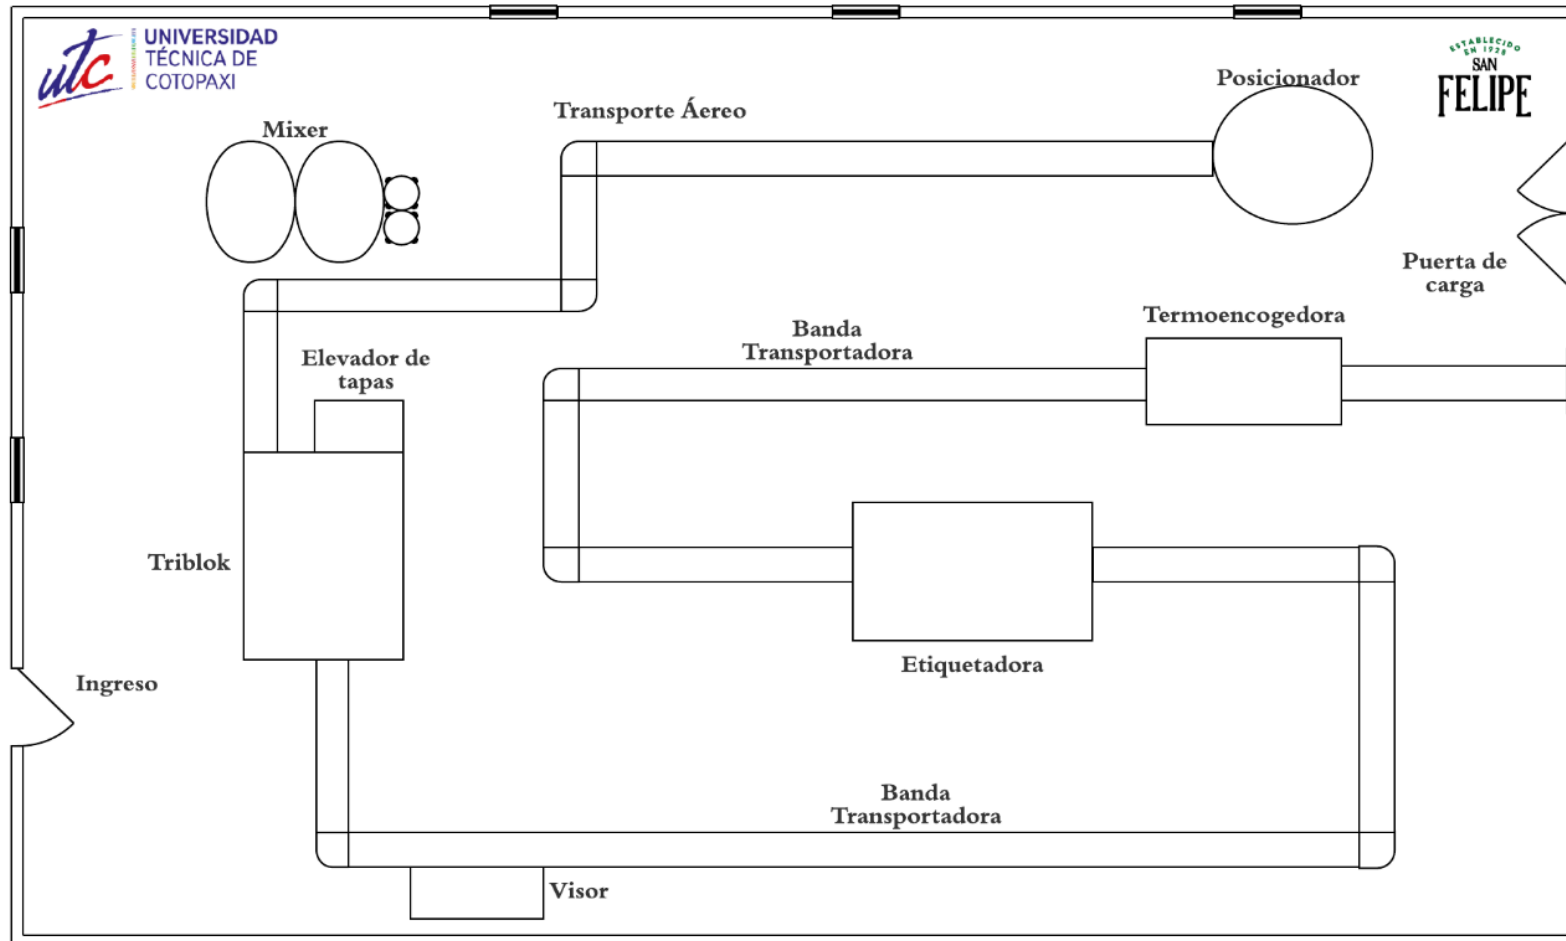 utc
UNIVERSIDAD
TÉCNICA DE
COTOPAXI
ESTABLECIDO
EN 1928
SAN
FELIPE
Posicionador
Transporte Áereo
Mixer
Puerta de
carga
Termoencogedora
Banda
Transportadora
Elevador de
tapas
Triblok
Etiquetadora
Ingreso
Banda
Transportadora
Visor